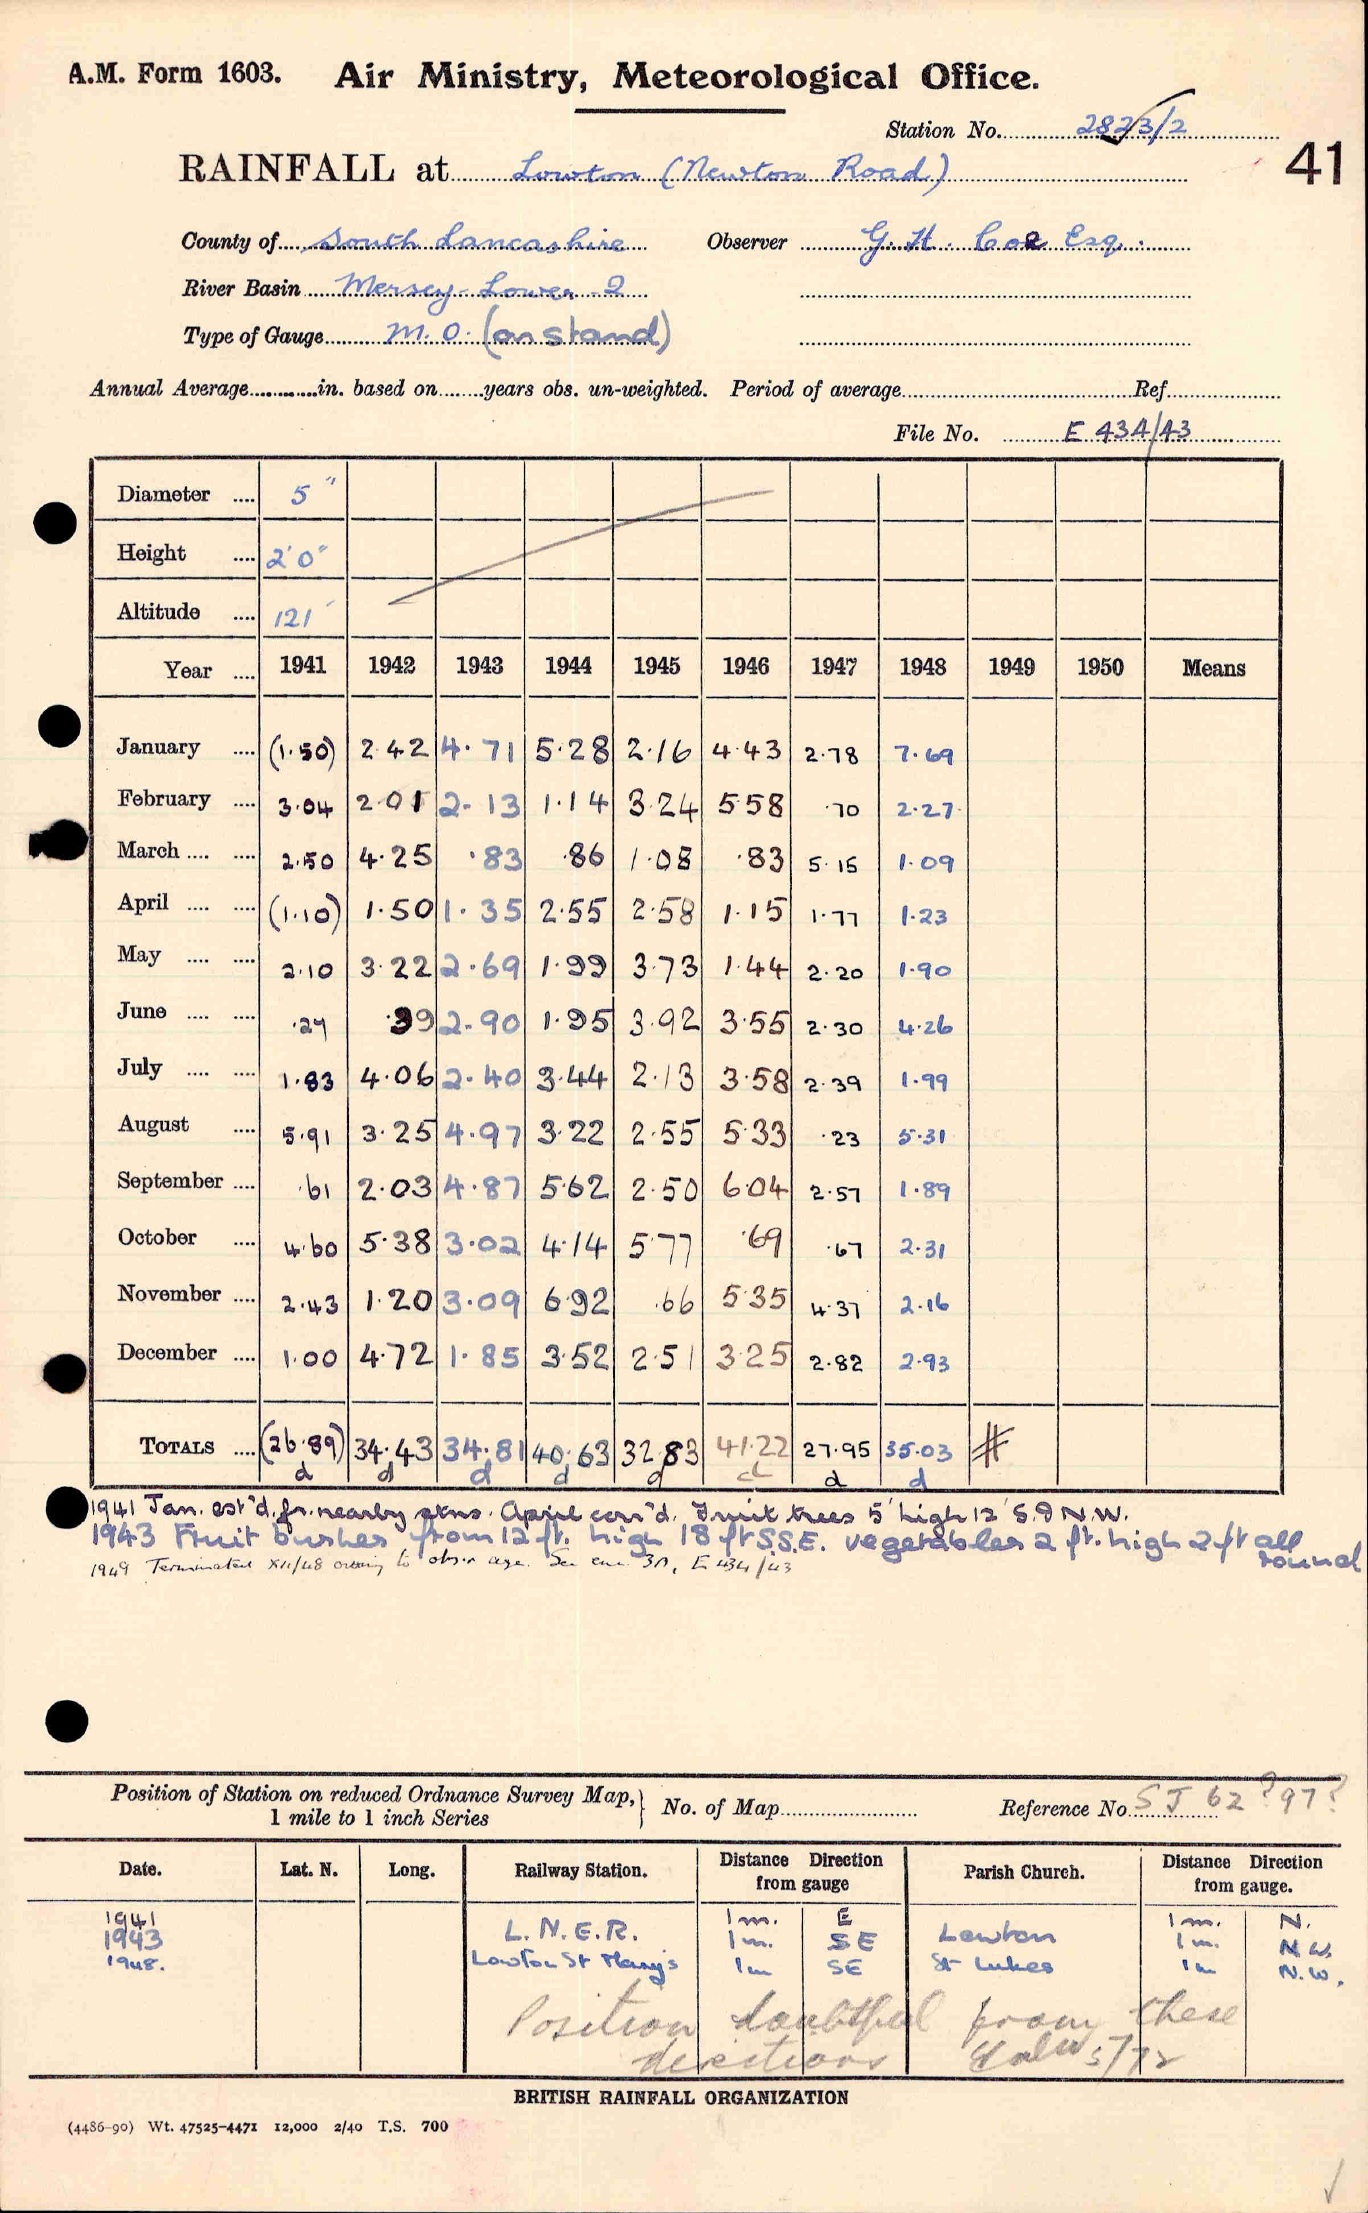 A.M. Form 1603. Air Ministry, Meteorological Office.
Station No. 2823/2
41
RAINFALL at Lowton (Newton Road)
County of South Lancashire Observer G. H. Coe Esq.
River Basin Mersey-Lower 2
Type of Gauge M.O. (on stand)
Annual Average in. based on years obs. un-weighted. Period of average Ref.
File No. E 434/43
Diameter 5"
Height 2'0"
Altitude 121'
Year 1941 1942 1943 1944 1945 1946 1947 1948 1949 1950 Means
January (1.50) 2.42 4.71 5.28 2.16 4.43 2.78 7.69
February 3.04 2.01 2.13 1.14 3.24 5.58 .70 2.27
March 2.50 4.25 .83 .86 1.08 .83 5.15 1.09
April (1.10) 1.50 1.35 2.55 2.58 1.15 1.77 1.23
May 2.10 3.22 2.69 1.99 3.73 1.44 2.20 1.90
June .27 .39 2.90 1.95 3.92 3.55 2.30 4.26
July 1.83 4.06 2.40 3.44 2.13 3.58 2.39 1.99
August 5.91 3.25 4.97 3.22 2.55 5.33 .23 5.31
September .61 2.03 4.87 5.62 2.50 6.04 2.57 1.89
October 4.60 5.38 3.02 4.14 5.77 .69 .67 2.31
November 2.43 1.20 3.09 6.92 .66 5.35 4.37 2.16
December 1.00 4.72 1.85 3.52 2.51 3.25 2.82 2.93
TOTALS (26.89) 34.43 34.81 40.63 32.83 41.22 27.95 35.03 #
d d d d d d d
1941 Jan. est'd. fr. nearby stns. April corr'd. Fruit trees 5' high 12' S. & N.W.
1943 Fruit bushes from 12 ft. high 18 ft S.S.E. vegetables 2 ft. high 2 ft all
round
1949 Terminated XII/48 owing to obsr age. See enc. 3A, E 434/43
Position of Station on reduced Ordnance Survey Map, No. of Map Reference No. SJ 62 ? 97 ?
1 mile to 1 inch Series
Date. Lat. N. Long. Railway Station. Distance Direction from gauge Parish Church. Distance Direction from gauge.
1941 1m. E 1m. N.
1943 L.N.E.R. 1m. SE Lowton 1m. N.W.
1948. Lowton St Mary's 1m SE St Lukes 1m N.W.
Position doubtful from these
directions 5/72
BRITISH RAINFALL ORGANIZATION
(4486-90) Wt. 47525-4471 12,000 2/40 T.S. 700